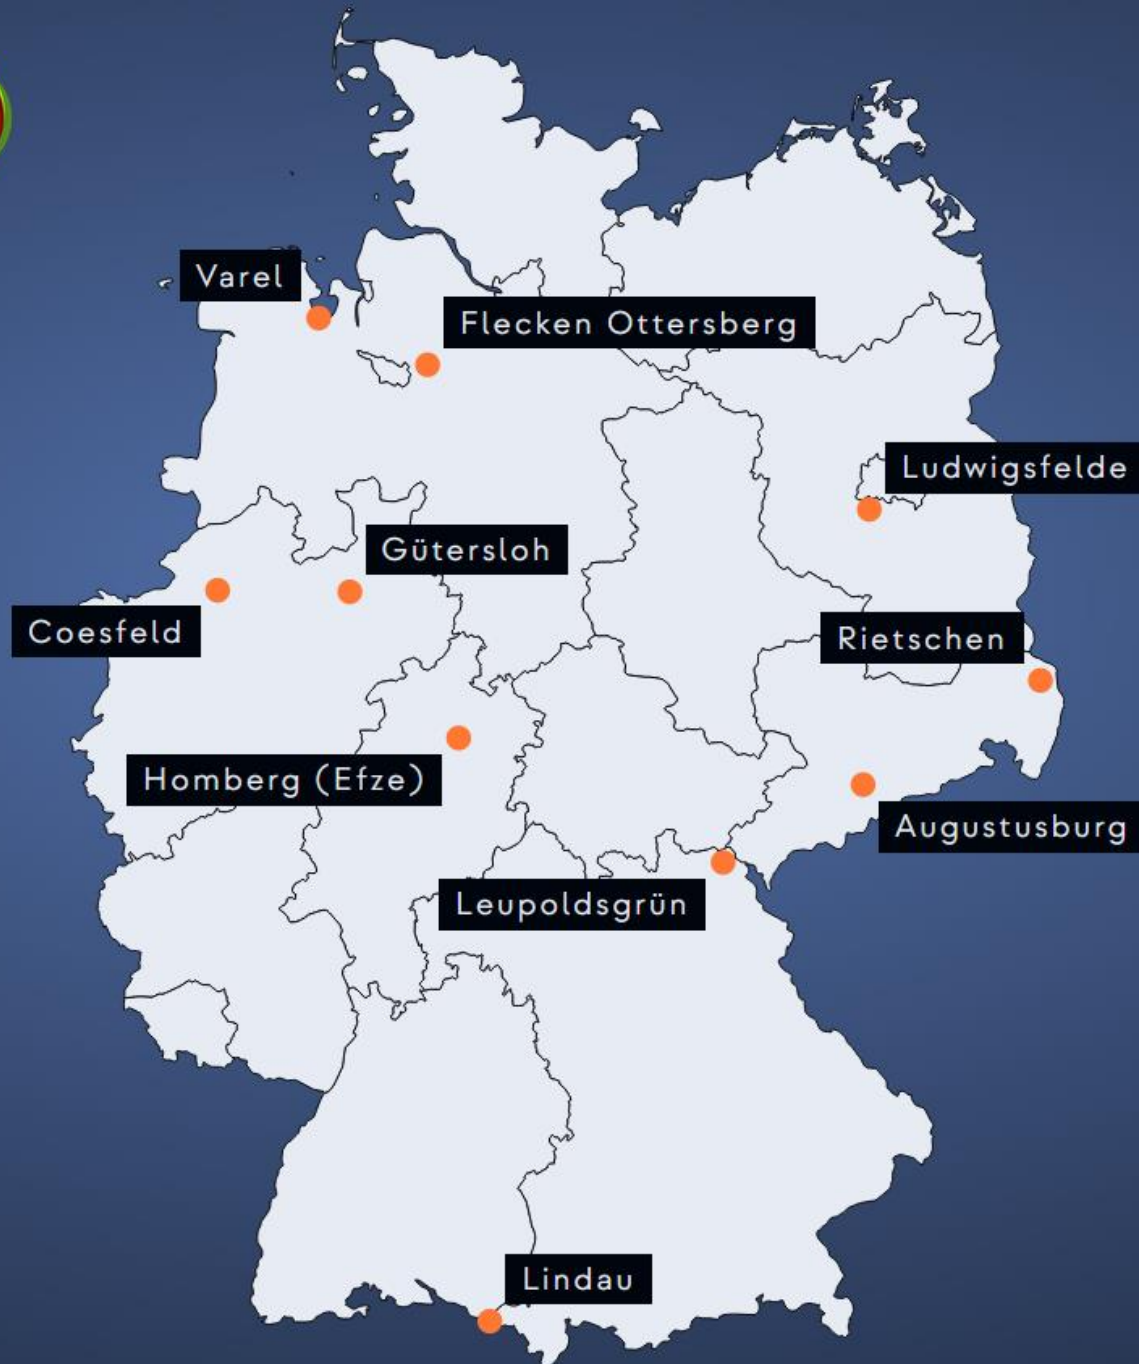 Varel
Flecken Ottersberg
Ludwigsfelde
Gütersloh
Coesfeld
Rietschen
Homberg (Efze)
Augustusburg
Leupoldsgrün
Lindau